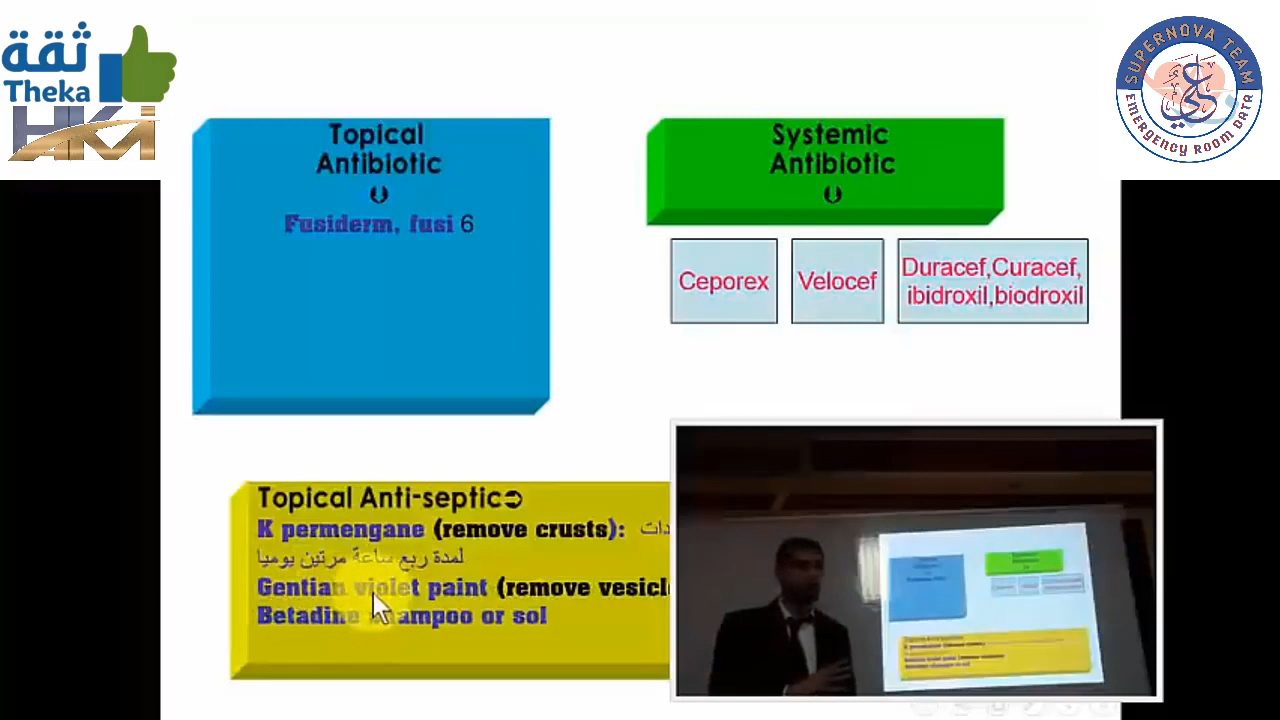 ثقة
Theka
HKM
SUPERNOVA TEAM
EMERGENCY ROOM DATA
Topical
Antibiotic
Fusiderm, fusi 6
Systemic
Antibiotic
Ceporex
Velocef
Duracef,Curacef,
ibidroxil,biodroxil
Topical Anti-septic
K permengane (remove crusts):
لمدة ربع ساعة مرتين يوميا
Gentian violet paint (remove
Betadine shampoo or sol